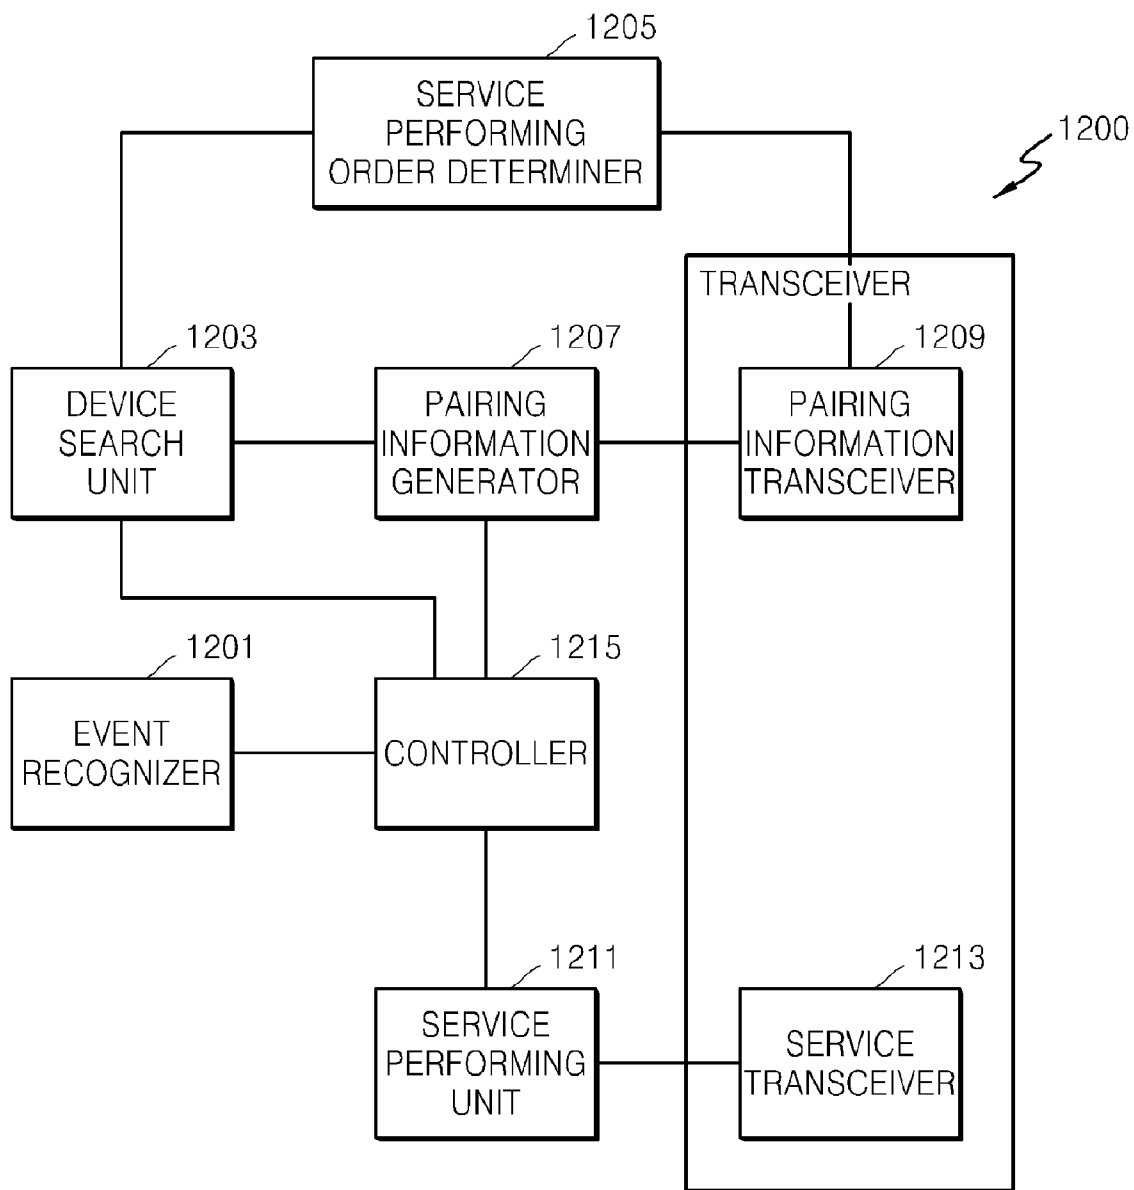 1205
SERVICE
PERFORMING
ORDER DETERMINER
1200
TRANSCEIVER
1203
DEVICE
SEARCH
UNIT
1207
PAIRING
INFORMATION
GENERATOR
1209
PAIRING
INFORMATION
TRANSCEIVER
1201
EVENT
RECOGNIZER
1215
CONTROLLER
1211
SERVICE
PERFORMING
UNIT
1213
SERVICE
TRANSCEIVER